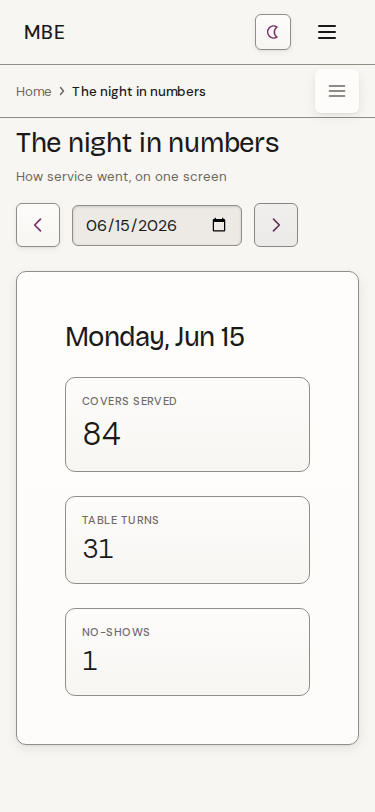 MBE
Home > The night in numbers
The night in numbers
How service went, on one screen
06/15/2026
Monday, Jun 15
COVERS SERVED
84
TABLE TURNS
31
NO-SHOWS
1